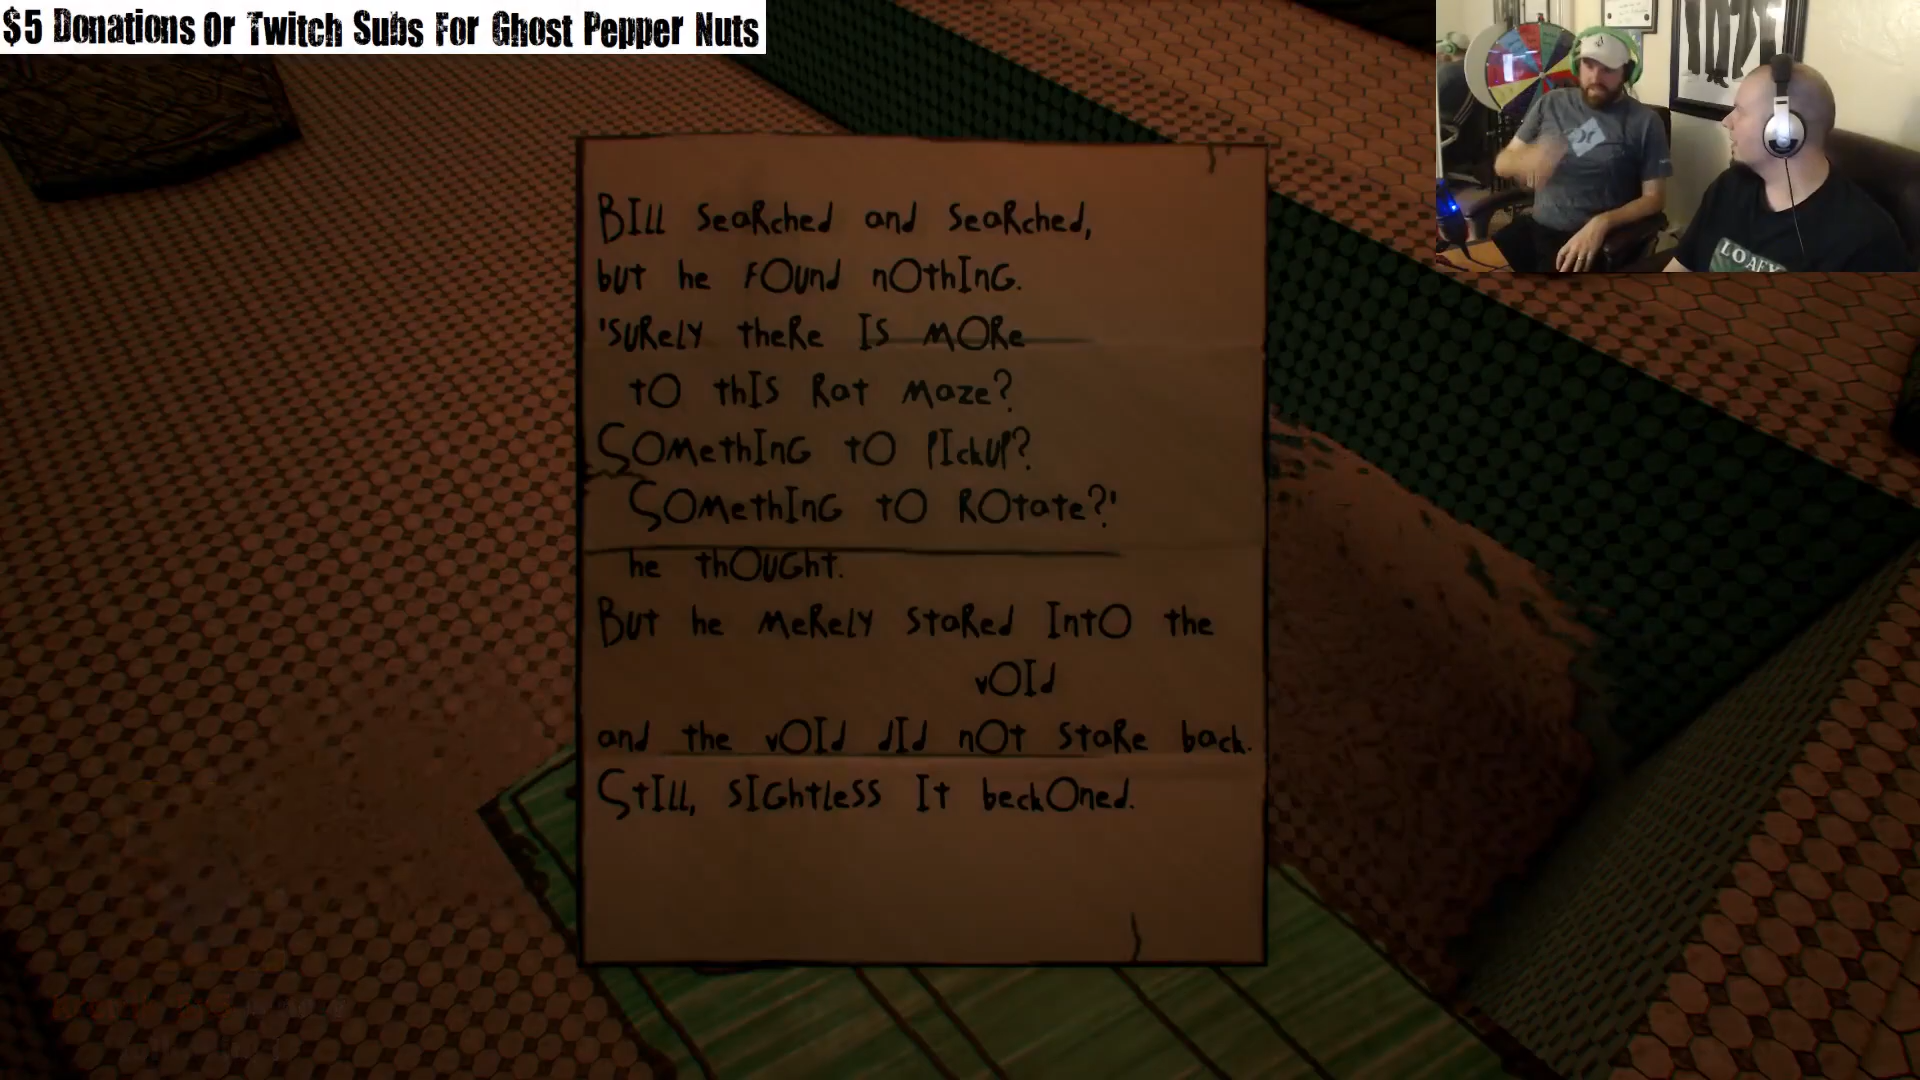 $5 Donations Or Twitch Subs For Ghost Pepper Nuts
BIll seaRched and seaRched,
but he fOUnd nOthInG.
'sURely theRe Is mORe
tO thIs Rat maze?
SOmethInG tO pIckUp?
SOmethInG tO ROtate?'
he thOUGht.
BUt he meRely staRed IntO the
vOId
and the vOId dId nOt staRe back.
StIll, sIGhtless It beckOned.
LOAFY